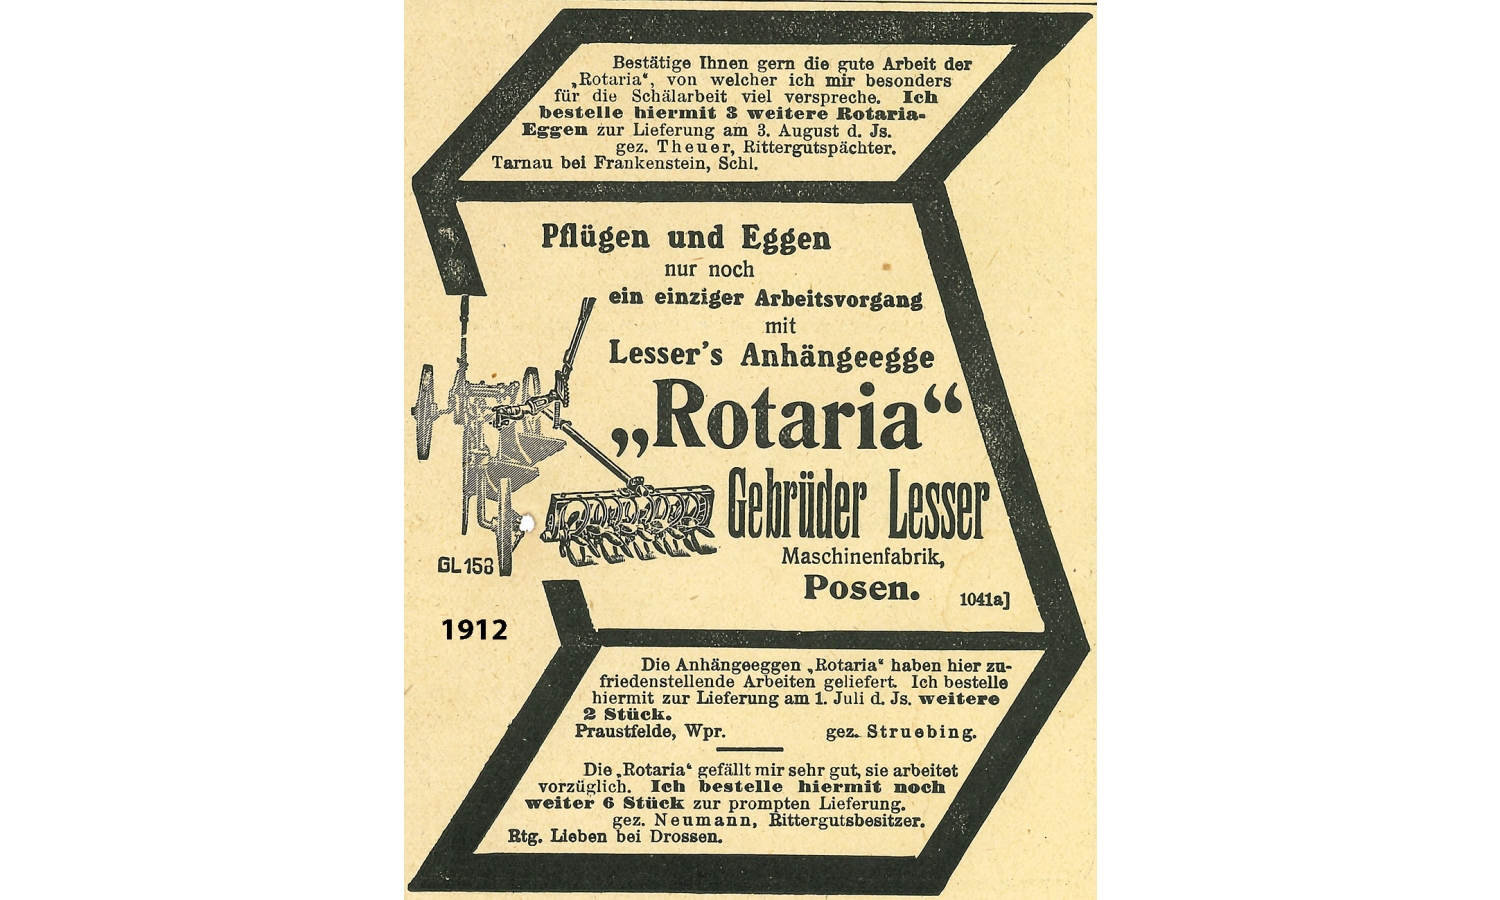 Bestätige Ihnen gern die gute Arbeit der
„Rotaria“, von welcher ich mir besonders
für die Schälarbeit viel verspreche. Ich
bestelle hiermit 3 weitere Rotaria-
Eggen zur Lieferung am 3. August d. Js.
gez. Theuer, Rittergutspächter.
Tarnau bei Frankenstein, Schl.
Pflügen und Eggen
nur noch
ein einziger Arbeitsvorgang
mit
Lesser's Anhängeegge
„Rotaria“
Gebrüder Lesser
Maschinenfabrik,
Posen.
1041a]
GL 158
1912
Die Anhängeeggen „Rotaria“ haben hier zu-
friedenstellende Arbeiten geliefert. Ich bestelle
hiermit zur Lieferung am 1. Juli d. Js. weitere
2 Stück.
Praustfelde, Wpr. gez. Struebing.
Die „Rotaria“ gefällt mir sehr gut, sie arbeitet
vorzüglich. Ich bestelle hiermit noch
weiter 6 Stück zur prompten Lieferung.
gez. Neumann, Rittergutsbesitzer.
Rtg. Lieben bei Drossen.